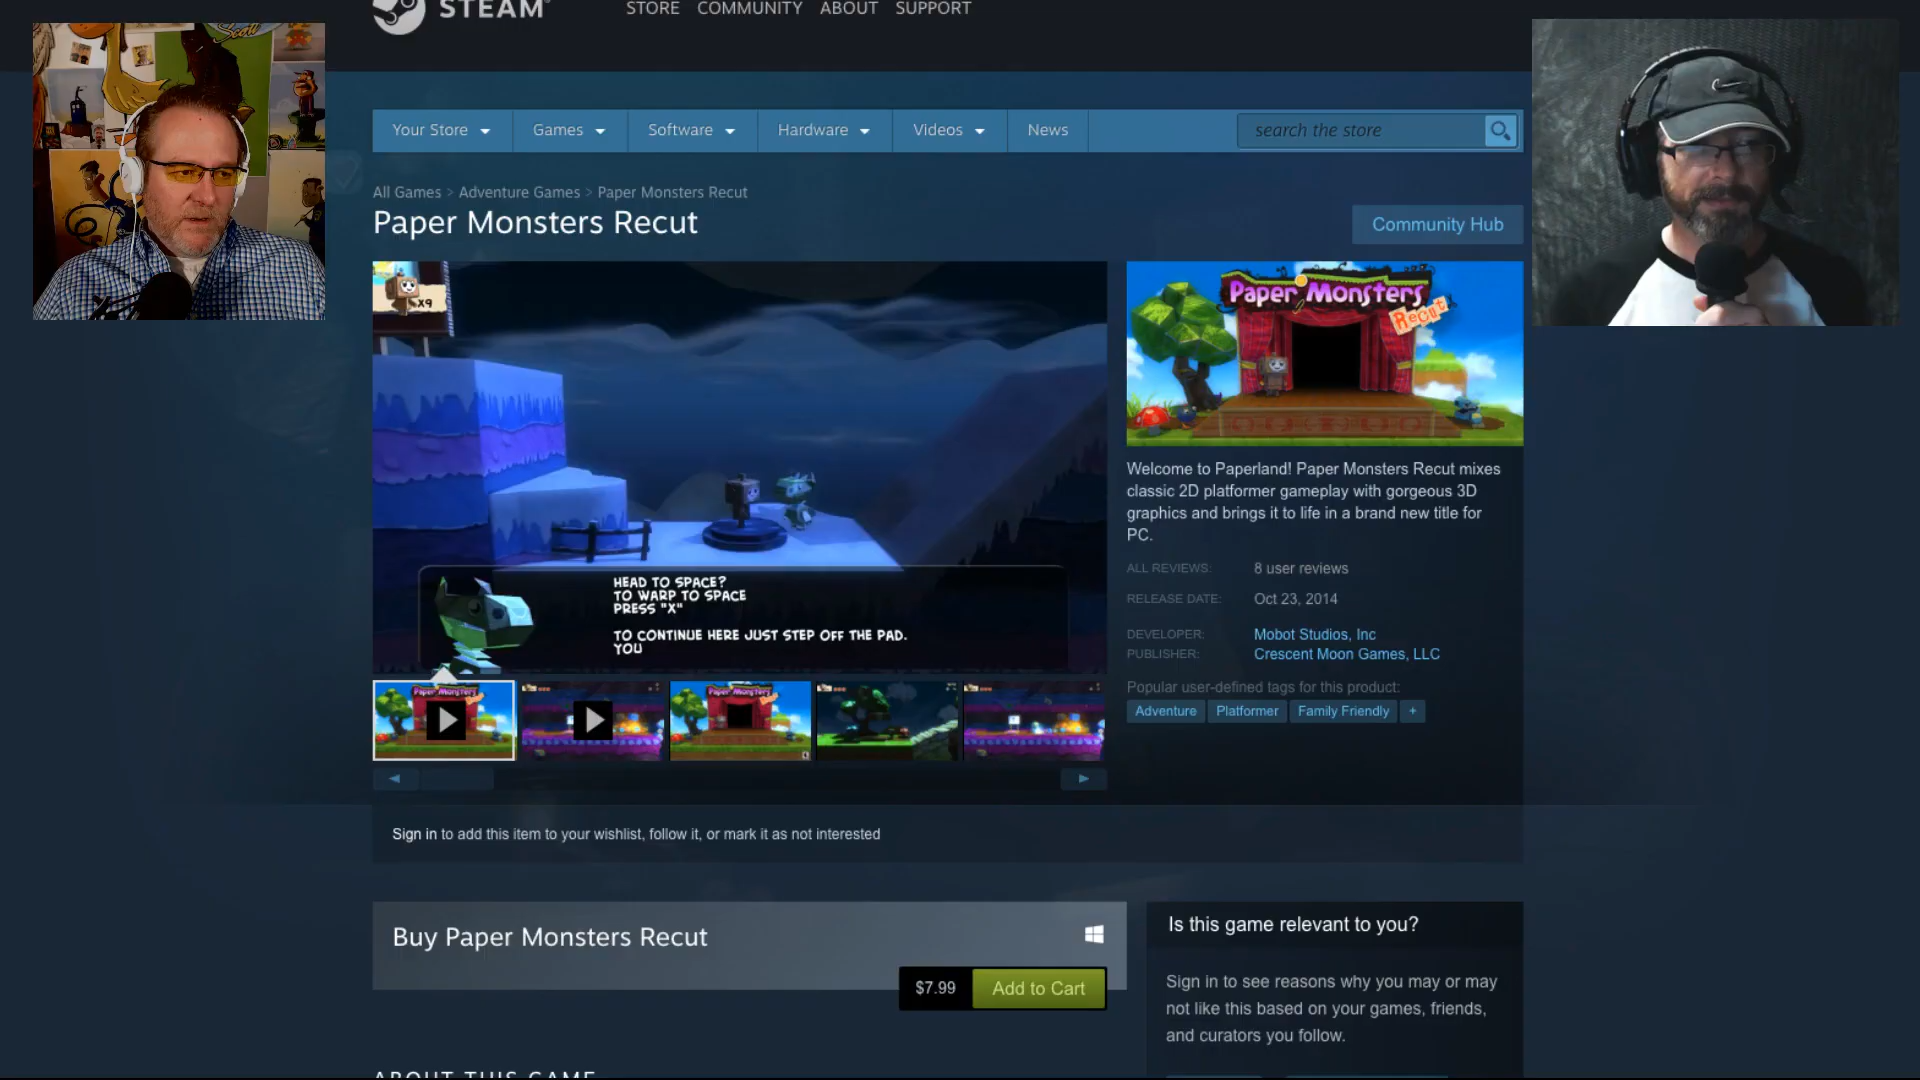 STEAM
STORE COMMUNITY ABOUT SUPPORT
Scott
Your Store Games Software Hardware Videos News
search the store
All Games > Adventure Games > Paper Monsters Recut
Paper Monsters Recut
Community Hub
X9
Paper Monsters
Recut
Welcome to Paperland! Paper Monsters Recut mixes
classic 2D platformer gameplay with gorgeous 3D
graphics and brings it to life in a brand new title for
PC.
ALL REVIEWS: 8 user reviews
RELEASE DATE: Oct 23, 2014
DEVELOPER: Mobot Studios, Inc
PUBLISHER: Crescent Moon Games, LLC
Popular user-defined tags for this product:
Adventure Platformer Family Friendly +
HEAD TO SPACE?
TO WARP TO SPACE
PRESS "X"
TO CONTINUE HERE JUST STEP OFF THE PAD.
YOU
Paper Monsters
Paper Monsters
Sign in to add this item to your wishlist, follow it, or mark it as not interested
Buy Paper Monsters Recut
$7.99 Add to Cart
Is this game relevant to you?
Sign in to see reasons why you may or may
not like this based on your games, friends,
and curators you follow.
ABOUT THIS GAME